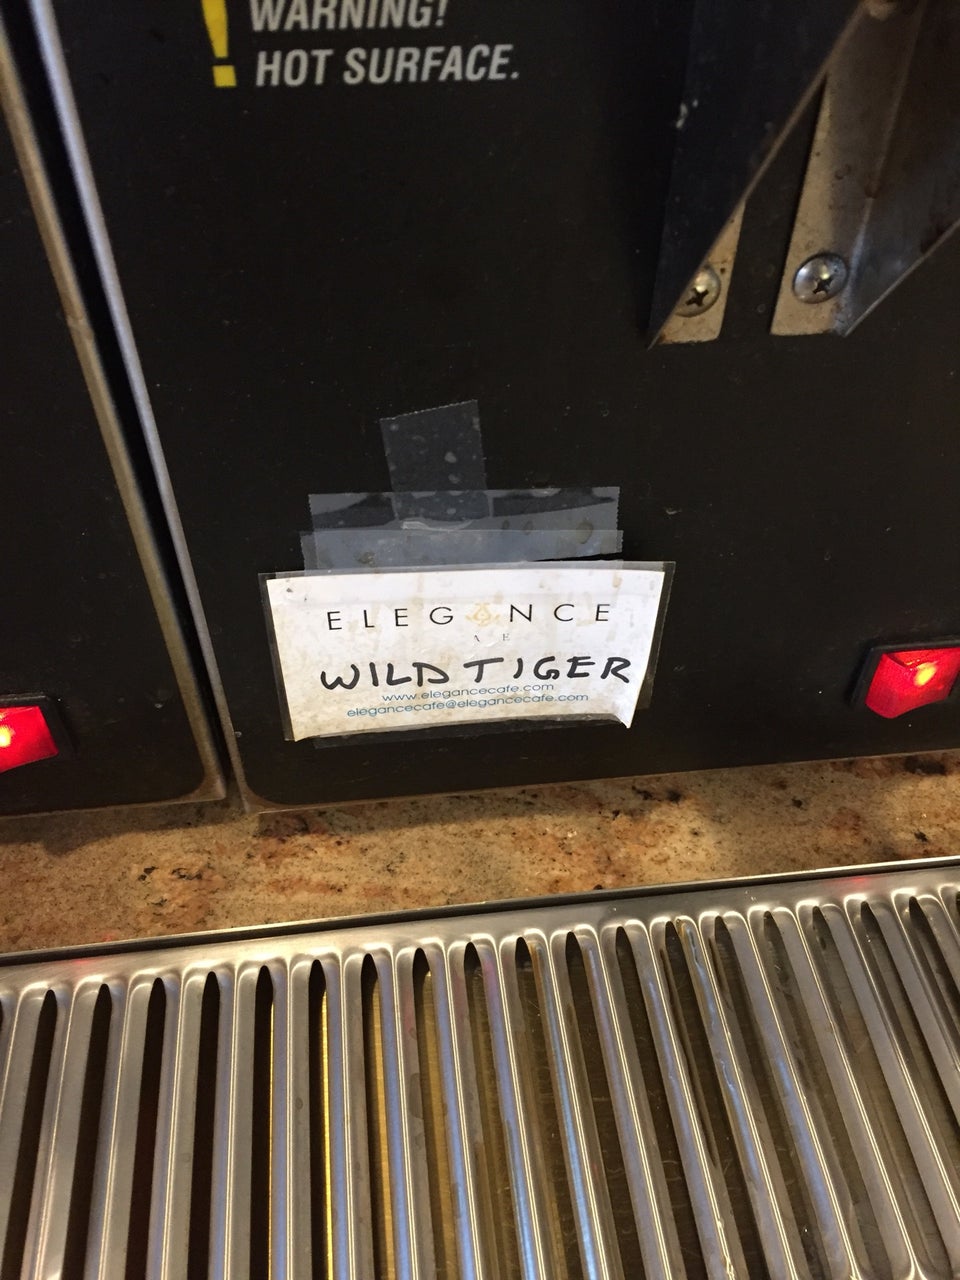 WARNING!
HOT SURFACE.
ELEGANCE
WILD TIGER
www.elegancecafe.com
elegancecafe@elegancecafe.com